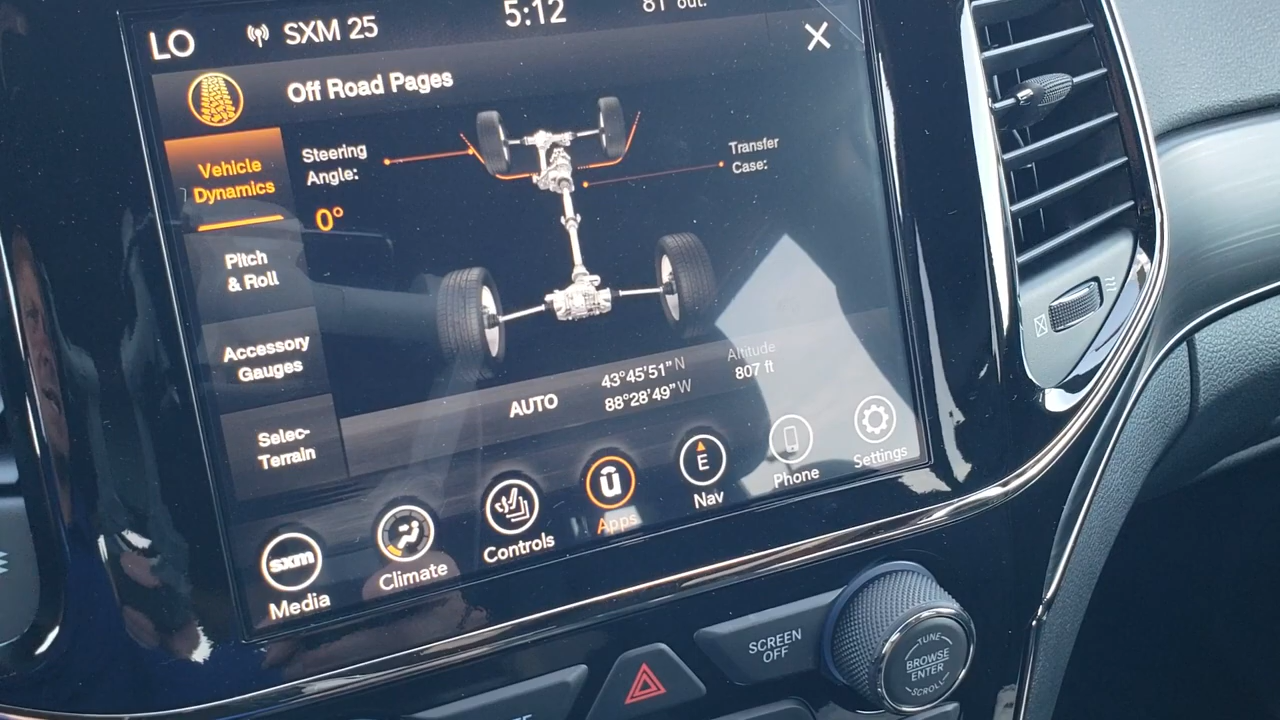 LO
SXM 25
5:12
81° out.
Off Road Pages
Vehicle
Dynamics
Steering
Angle:
0°
Transfer
Case:
Pitch
& Roll
Accessory
Gauges
Selec-
Terrain
AUTO
43°45'51" N
88°28'49" W
Altitude
807 ft
sxm
Media
Climate
Controls
ū
Apps
E
Nav
Phone
Settings
SCREEN
OFF
TUNE
BROWSE
ENTER
SCROLL